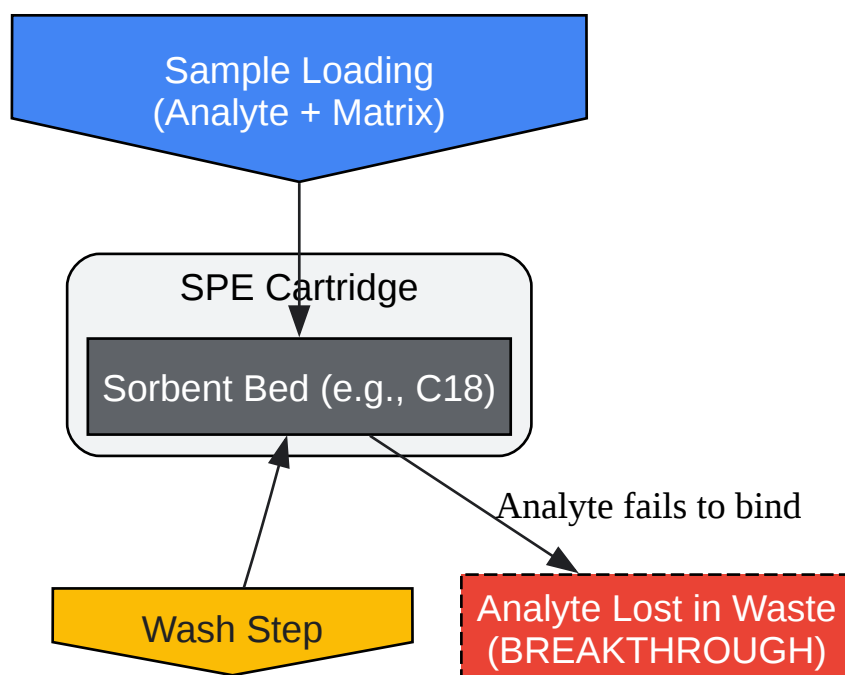 Sample Loading
(Analyte + Matrix)
SPE Cartridge
Sorbent Bed (e.g., C18)
Analyte fails to bind
Wash Step
Analyte Lost in Waste
(BREAKTHROUGH)